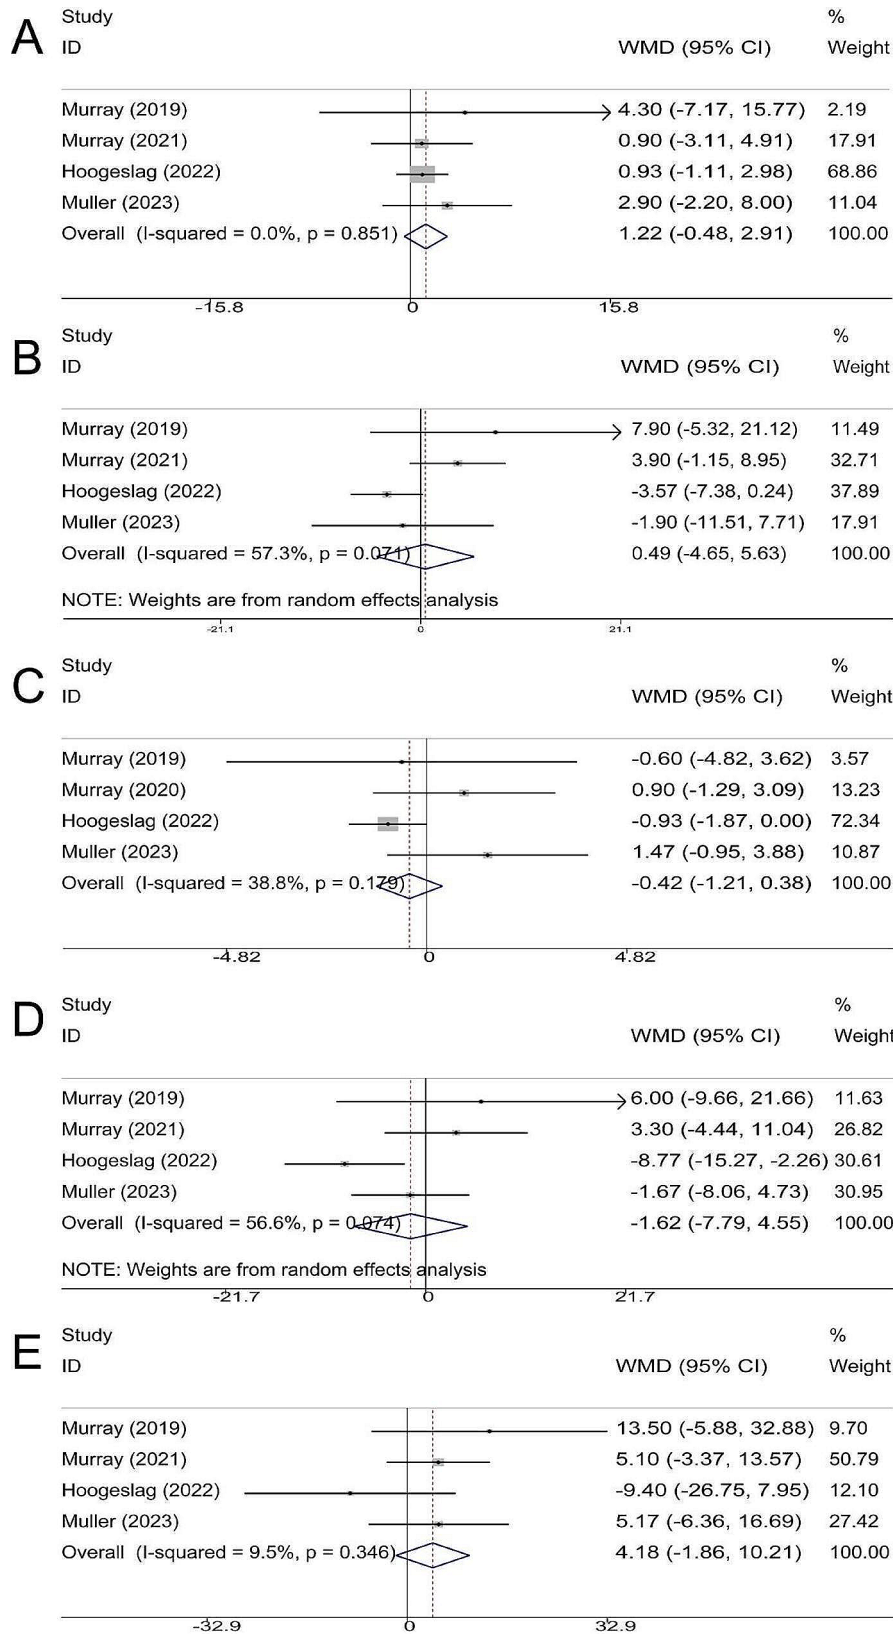 A
Study %
ID WMD (95% CI) Weight
Murray (2019) 4.30 (-7.17, 15.77) 2.19
Murray (2021) 0.90 (-3.11, 4.91) 17.91
Hoogeslag (2022) 0.93 (-1.11, 2.98) 68.86
Muller (2023) 2.90 (-2.20, 8.00) 11.04
Overall (I-squared = 0.0%, p = 0.851) 1.22 (-0.48, 2.91) 100.00
-15.8 0 15.8
B
Study %
ID WMD (95% CI) Weight
Murray (2019) 7.90 (-5.32, 21.12) 11.49
Murray (2021) 3.90 (-1.15, 8.95) 32.71
Hoogeslag (2022) -3.57 (-7.38, 0.24) 37.89
Muller (2023) -1.90 (-11.51, 7.71) 17.91
Overall (I-squared = 57.3%, p = 0.071) 0.49 (-4.65, 5.63) 100.00
NOTE: Weights are from random effects analysis
-21.1 0 21.1
C
Study %
ID WMD (95% CI) Weight
Murray (2019) -0.60 (-4.82, 3.62) 3.57
Murray (2020) 0.90 (-1.29, 3.09) 13.23
Hoogeslag (2022) -0.93 (-1.87, 0.00) 72.34
Muller (2023) 1.47 (-0.95, 3.88) 10.87
Overall (I-squared = 38.8%, p = 0.179) -0.42 (-1.21, 0.38) 100.00
-4.82 0 4.82
D
Study %
ID WMD (95% CI) Weight
Murray (2019) 6.00 (-9.66, 21.66) 11.63
Murray (2021) 3.30 (-4.44, 11.04) 26.82
Hoogeslag (2022) -8.77 (-15.27, -2.26) 30.61
Muller (2023) -1.67 (-8.06, 4.73) 30.95
Overall (I-squared = 56.6%, p = 0.074) -1.62 (-7.79, 4.55) 100.00
NOTE: Weights are from random effects analysis
-21.7 0 21.7
E
Study %
ID WMD (95% CI) Weight
Murray (2019) 13.50 (-5.88, 32.88) 9.70
Murray (2021) 5.10 (-3.37, 13.57) 50.79
Hoogeslag (2022) -9.40 (-26.75, 7.95) 12.10
Muller (2023) 5.17 (-6.36, 16.69) 27.42
Overall (I-squared = 9.5%, p = 0.346) 4.18 (-1.86, 10.21) 100.00
-32.9 0 32.9